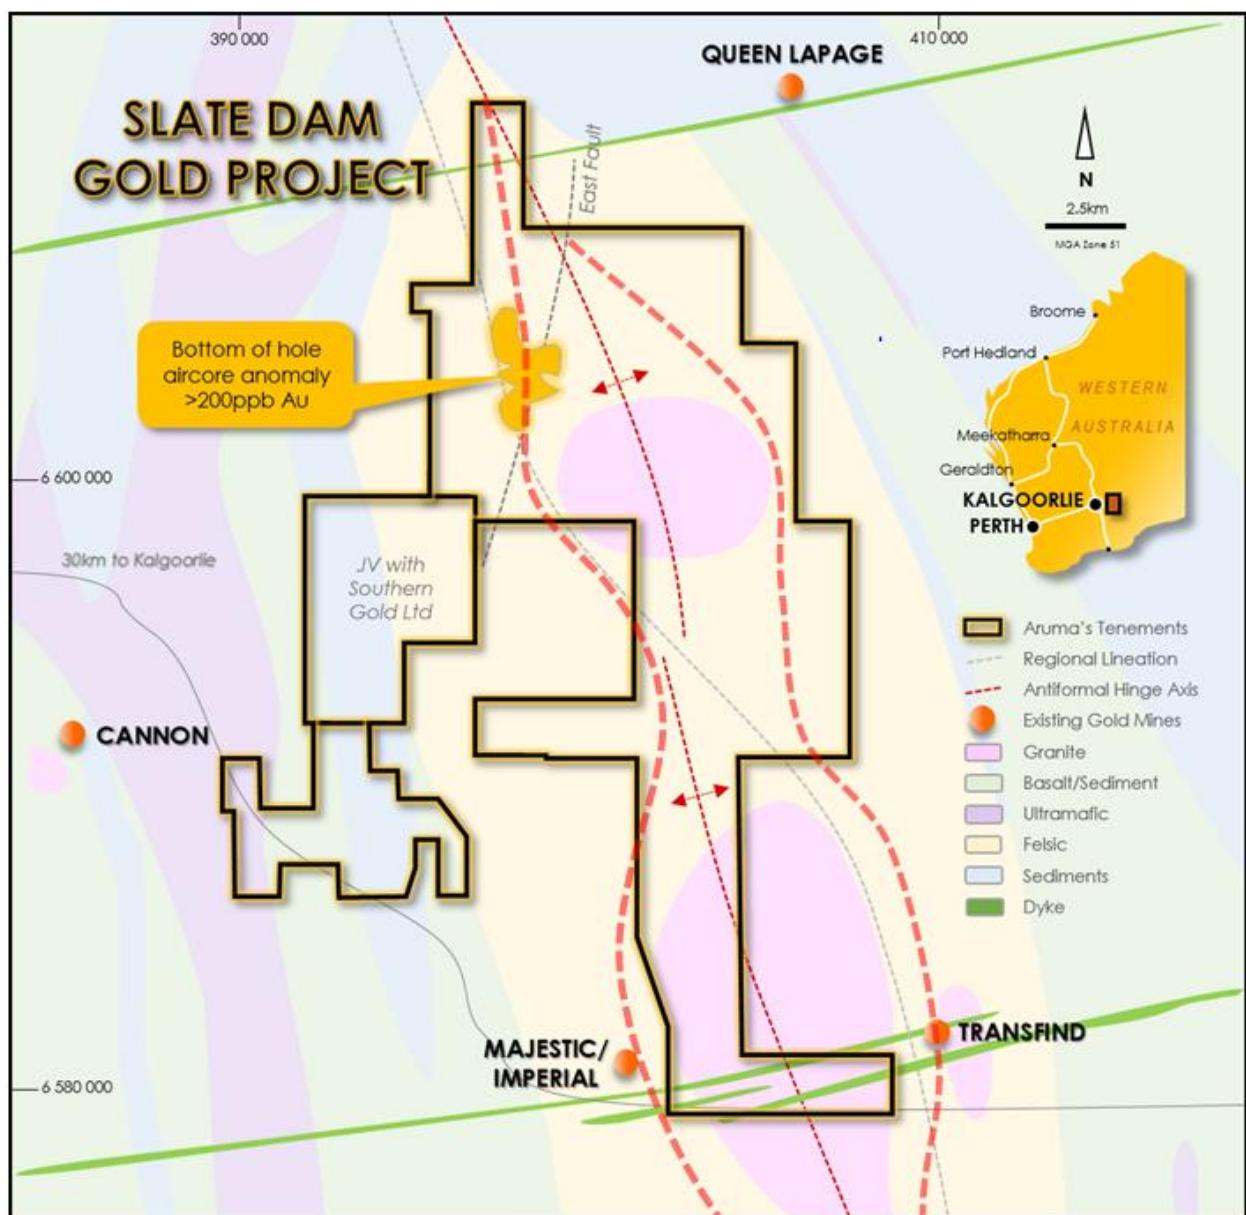 390 000
410 000
QUEEN LAPAGE
SLATE DAM
GOLD PROJECT
East Fault
N
2.5km
MGA Zone 51
Broome
Port Hedland
WESTERN
AUSTRALIA
Meekatharra
Geraldton
KALGOORLIE
PERTH
Bottom of hole
aircore anomaly
>200ppb Au
6 600 000
30km to Kalgoorlie
JV with
Southern
Gold Ltd
CANNON
Aruma's Tenements
Regional Lineation
Antiformal Hinge Axis
Existing Gold Mines
Granite
Basalt/Sediment
Ultramafic
Felsic
Sediments
Dyke
MAJESTIC/
IMPERIAL
TRANSFIND
6 580 000